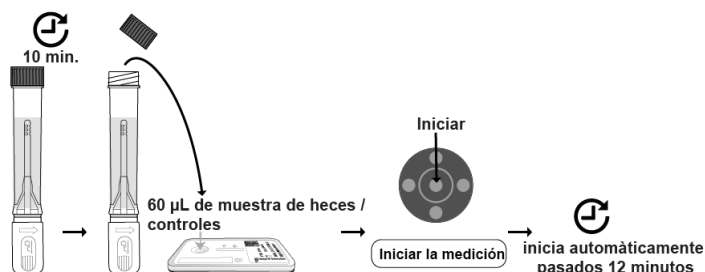 10 min.
60 µL de muestra de heces /
controles
Iniciar
Iniciar la medición
inicia automàticamente
pasados 12 minutos